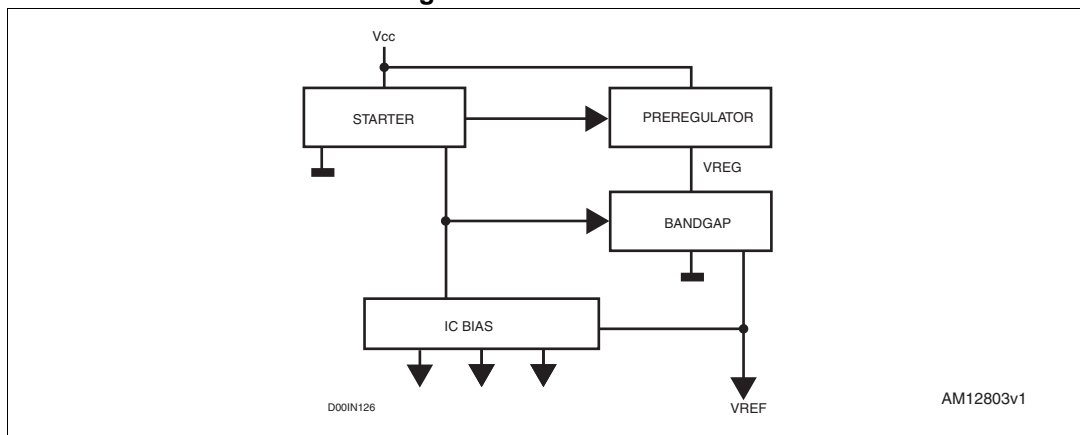 Vcc
STARTER
PREREGULATOR
VREG
BANDGAP
IC BIAS
D00IN126
VREF
AM12803v1